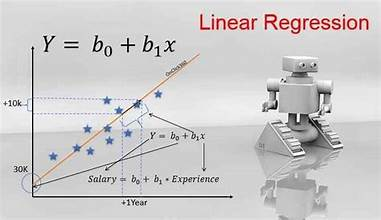 Linear Regression
Y = b₀ + b₁x
+10k
Y = b₀ + b₁x
30K
Salary = b₀ + b₁ * Experience
+1Year